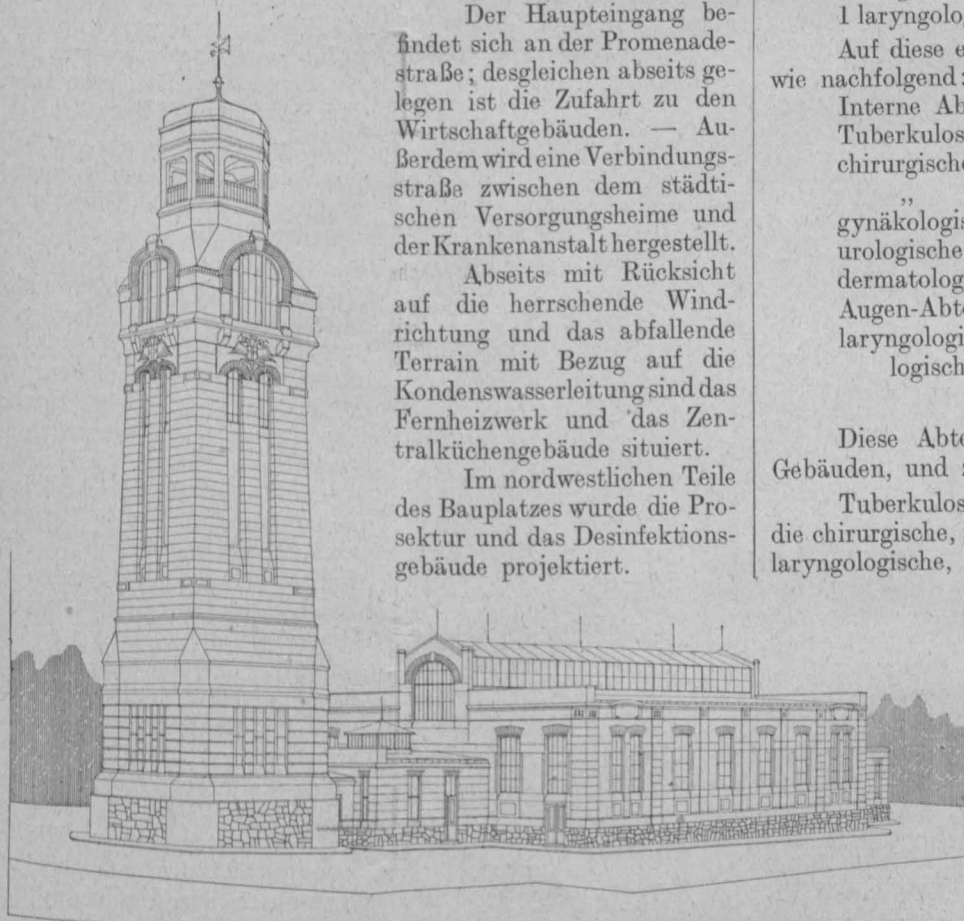 Der Haupteingang be-
findet sich an der Promenade-
straße; desgleichen abseits ge-
legen ist die Zufahrt zu den
Wirtschaftgebäuden. — Au-
ßerdem wird eine Verbindungs-
straße zwischen dem städti-
schen Versorgungsheime und
der Krankenanstalt hergestellt.
Abseits mit Rücksicht
auf die herrschende Wind-
richtung und das abfallende
Terrain mit Bezug auf die
Kondenswasserleitung sind das
Fernheizwerk und das Zen-
tralküchengebäude situiert.
Im nordwestlichen Teile
des Bauplatzes wurde die Pro-
sektur und das Desinfektions-
gebäude projektiert.
1 laryngolo
Auf diese e
wie nachfolgend:
Interne Ab
Tuberkulos
chirurgische
„
gynäkologis
urologische
dermatolog
Augen-Abt
laryngologi
logisch
Diese Abte
Gebäuden, und
Tuberkulos
die chirurgische,
laryngologische,